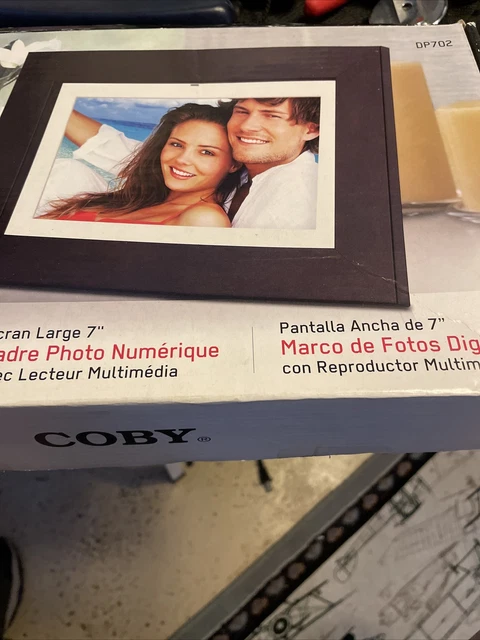 DP702
cran Large 7"
adre Photo Numérique
ec Lecteur Multimédia
Pantalla Ancha de 7”
Marco de Fotos Dig
con Reproductor Multim
COBY®